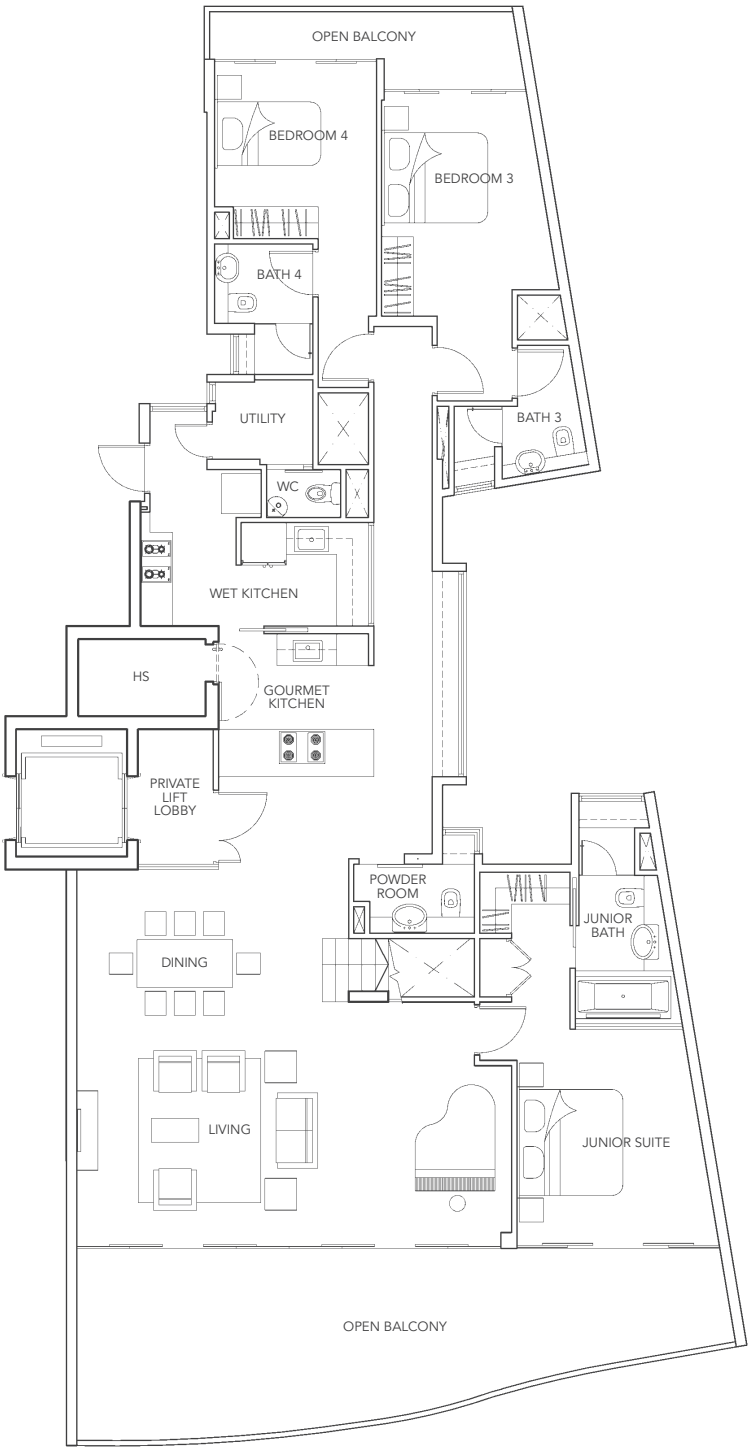 OPEN BALCONY
BEDROOM 4
BEDROOM 3
BATH 4
UTILITY
BATH 3
WC
WET KITCHEN
HS
GOURMET
KITCHEN
PRIVATE
LIFT
LOBBY
POWDER
ROOM
JUNIOR
BATH
DINING
LIVING
JUNIOR SUITE
OPEN BALCONY